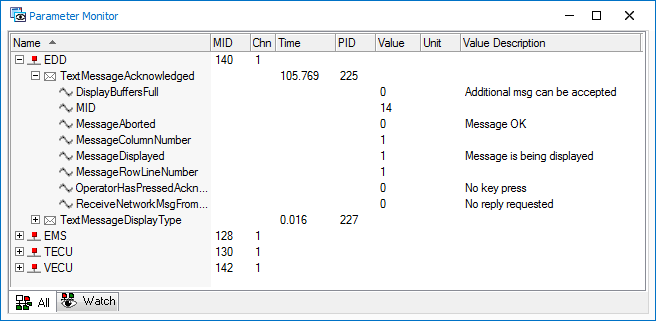 Parameter Monitor
Name MID Chn Time PID Value Unit Value Description
EDD 140 1
TextMessageAcknowledged 105.769 225
DisplayBuffersFull 0 Additional msg can be accepted
MID 14
MessageAborted 0 Message OK
MessageColumnNumber 1
MessageDisplayed 1 Message is being displayed
MessageRowLineNumber 1
OperatorHasPressedAckn... 0 No key press
ReceiveNetworkMsgFrom... 0 No reply requested
TextMessageDisplayType 0.016 227
EMS 128 1
TECU 130 1
VECU 142 1
All Watch